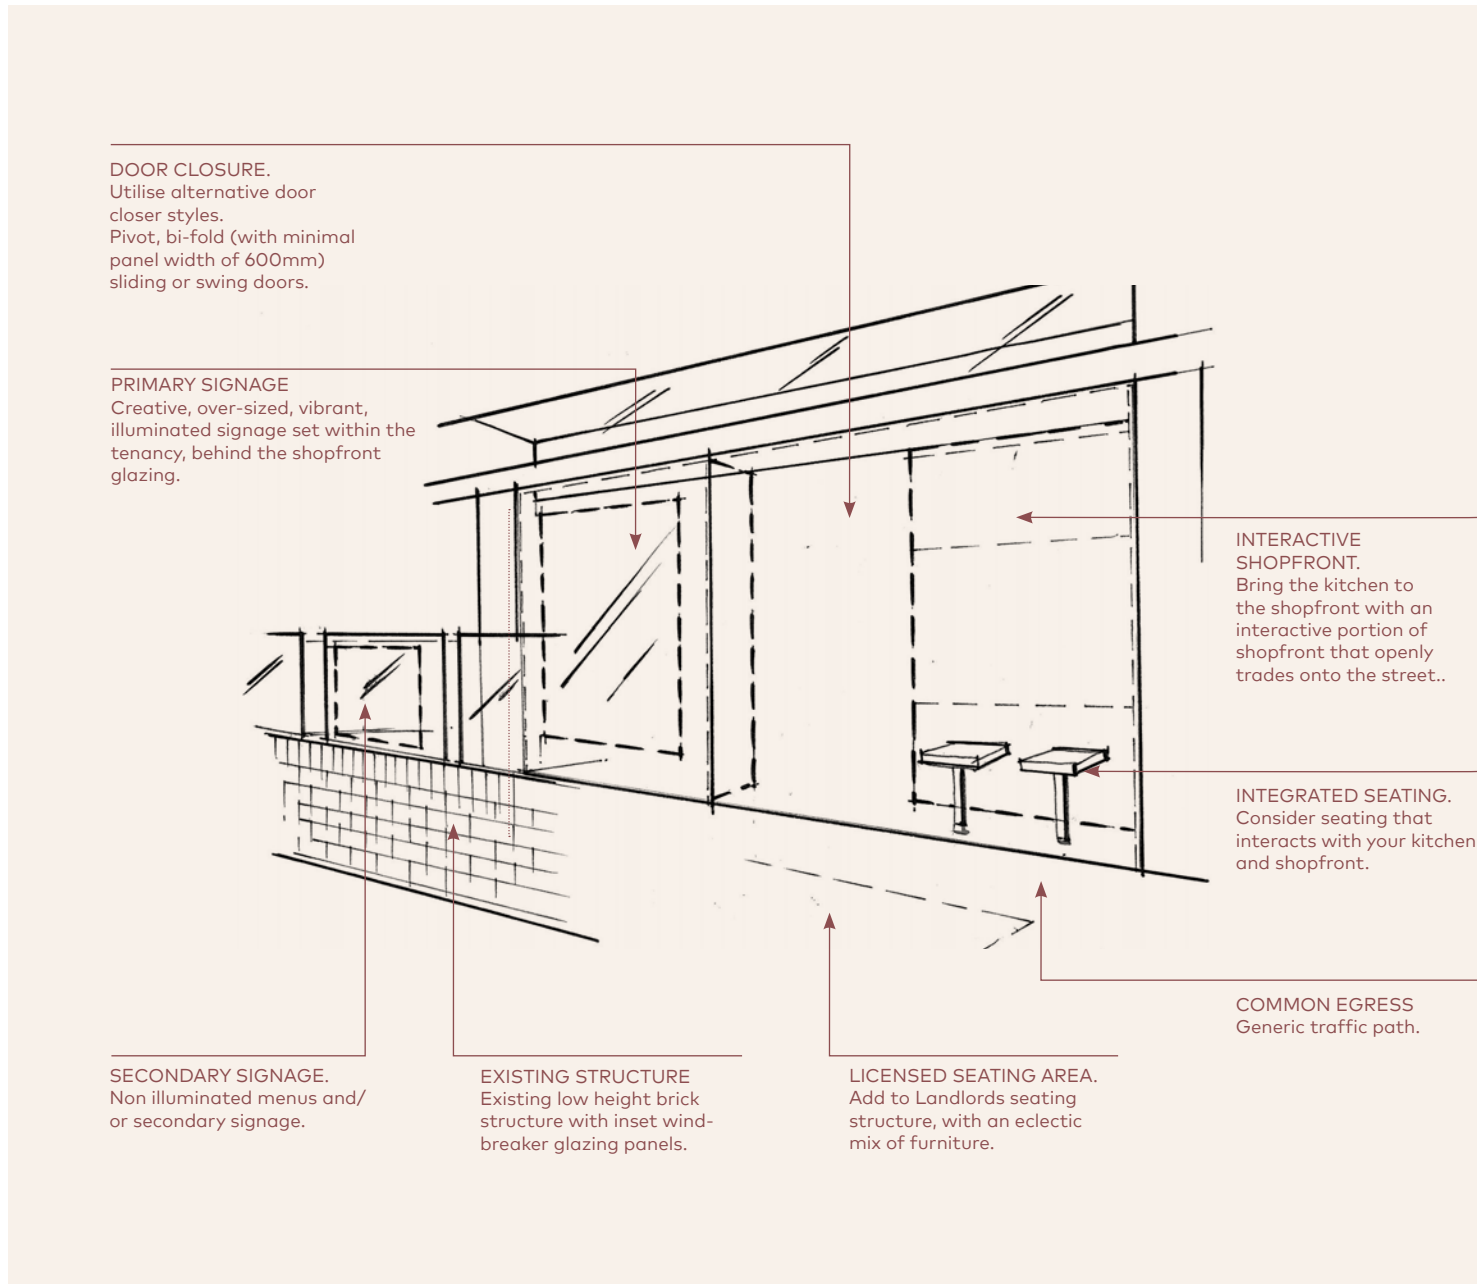 DOOR CLOSURE.
Utilise alternative door
closer styles.
Pivot, bi-fold (with minimal
panel width of 600mm)
sliding or swing doors.
PRIMARY SIGNAGE
Creative, over-sized, vibrant,
illuminated signage set within the
tenancy, behind the shopfront
glazing.
INTERACTIVE
SHOPFRONT.
Bring the kitchen to
the shopfront with an
interactive portion of
shopfront that openly
trades onto the street..
INTEGRATED SEATING.
Consider seating that
interacts with your kitchen
and shopfront.
COMMON EGRESS
Generic traffic path.
SECONDARY SIGNAGE.
Non illuminated menus and/
or secondary signage.
EXISTING STRUCTURE
Existing low height brick
structure with inset wind-
breaker glazing panels.
LICENSED SEATING AREA.
Add to Landlords seating
structure, with an eclectic
mix of furniture.